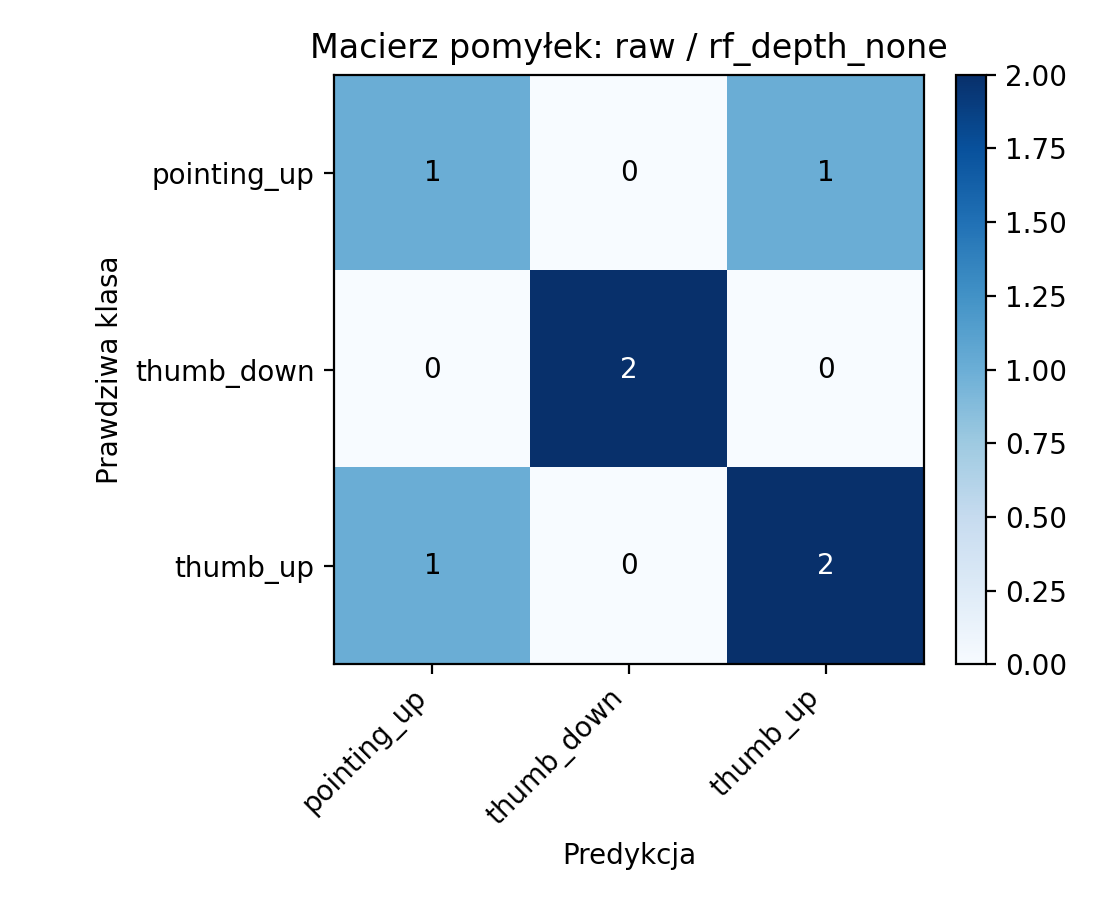 Macierz pomyłek: raw / rf_depth_none
Prawdziwa klasa
pointing_up
1
0
1
thumb_down
0
2
0
thumb_up
1
0
2
pointing_up
thumb_down
thumb_up
Predykcja
2.00
1.75
1.50
1.25
1.00
0.75
0.50
0.25
0.00